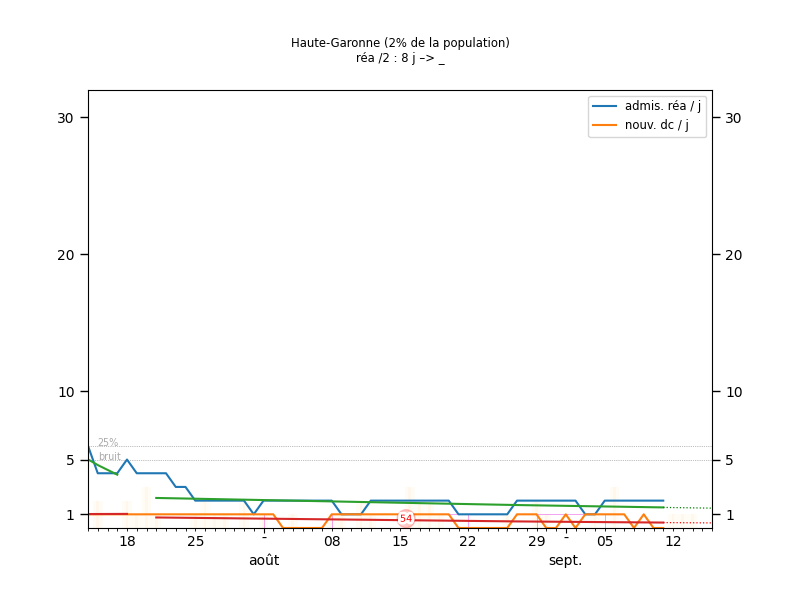 Haute-Garonne (2% de la population)
réa /2 : 8 j –> _
admis. réa / j
nouv. dc / j
30 30
20 20
10 10
25%
5 bruit 5
1 54 1
18 25 - 08 15 22 29 - 05 12
août sept.